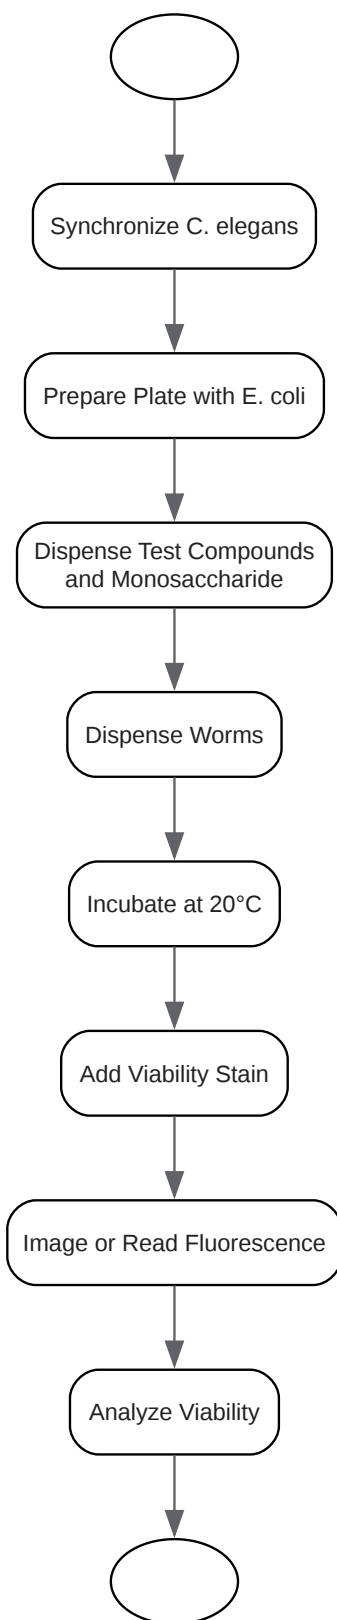 Synchronize C. elegans
Prepare Plate with E. coli
Dispense Test Compounds
and Monosaccharide
Dispense Worms
Incubate at 20°C
Add Viability Stain
Image or Read Fluorescence
Analyze Viability